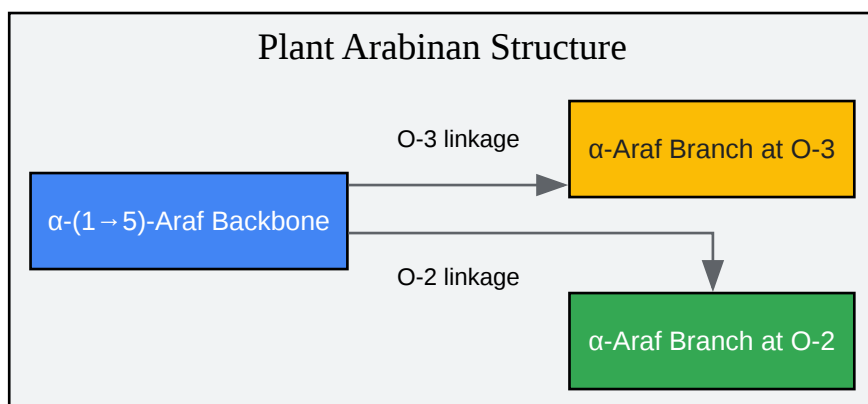 Plant Arabinan Structure
O-3 linkage
α-Araf Branch at O-3
α-(1→5)-Araf Backbone
O-2 linkage
α-Araf Branch at O-2